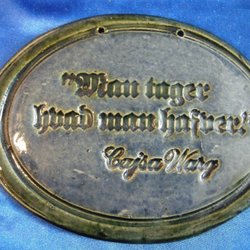 "Man tager
hvad man hafver"
Cajsa Warg